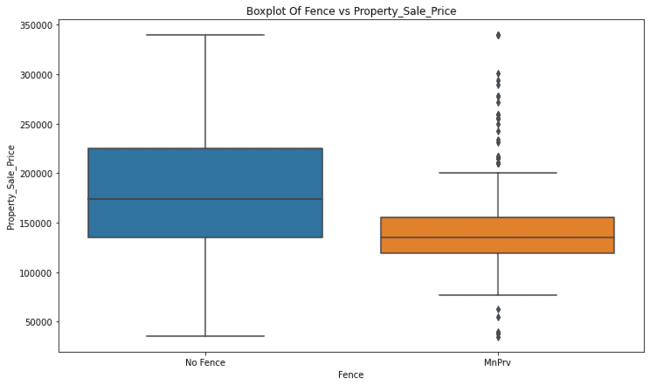 Boxplot Of Fence vs Property_Sale_Price
350000
300000
250000
200000
150000
100000
50000
Property_Sale_Price
No Fence
MnPrv
Fence